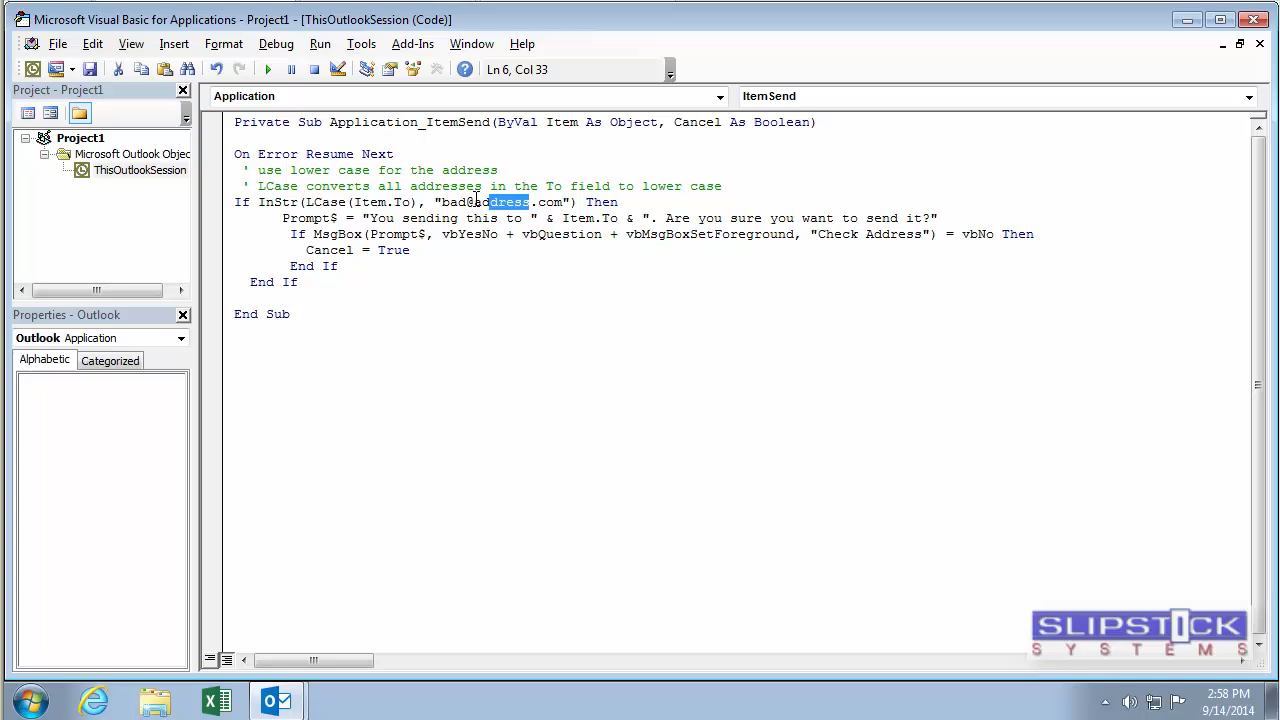 Microsoft Visual Basic for Applications - Project1 - [ThisOutlookSession (Code)]
File Edit View Insert Format Debug Run Tools Add-Ins Window Help
Ln 6, Col 33
Project - Project1
Application
ItemSend
Project1
Microsoft Outlook Objec
ThisOutlookSession
Properties - Outlook
Outlook Application
Alphabetic Categorized
Private Sub Application_ItemSend(ByVal Item As Object, Cancel As Boolean)
On Error Resume Next
' use lower case for the address
' LCase converts all addresses in the To field to lower case
If InStr(LCase(Item.To), "bad@address.com") Then
Prompt$ = "You sending this to " & Item.To & ". Are you sure you want to send it?"
If MsgBox(Prompt$, vbYesNo + vbQuestion + vbMsgBoxSetForeground, "Check Address") = vbNo Then
Cancel = True
End If
End If
End Sub
SLIPSTICK
SYSTEMS
2:58 PM
9/14/2014